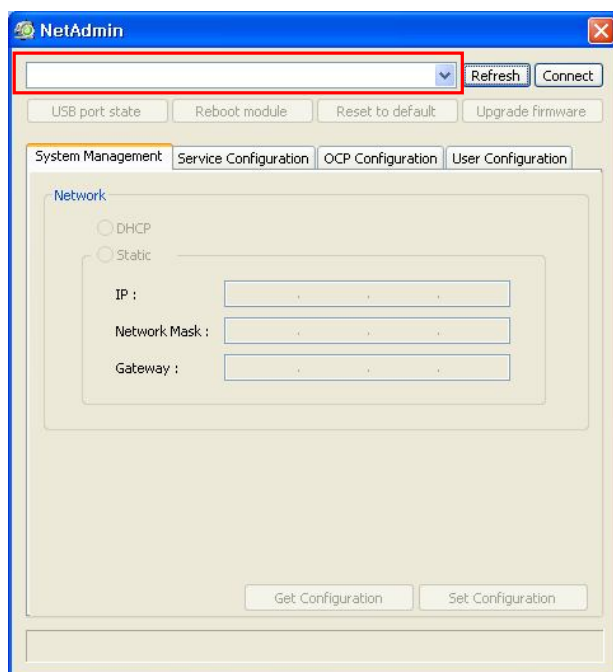 NetAdmin
Refresh Connect
USB port state Reboot module Reset to default Upgrade firmware
System Management Service Configuration OCP Configuration User Configuration
Network
DHCP
Static
IP :
Network Mask :
Gateway :
Get Configuration Set Configuration